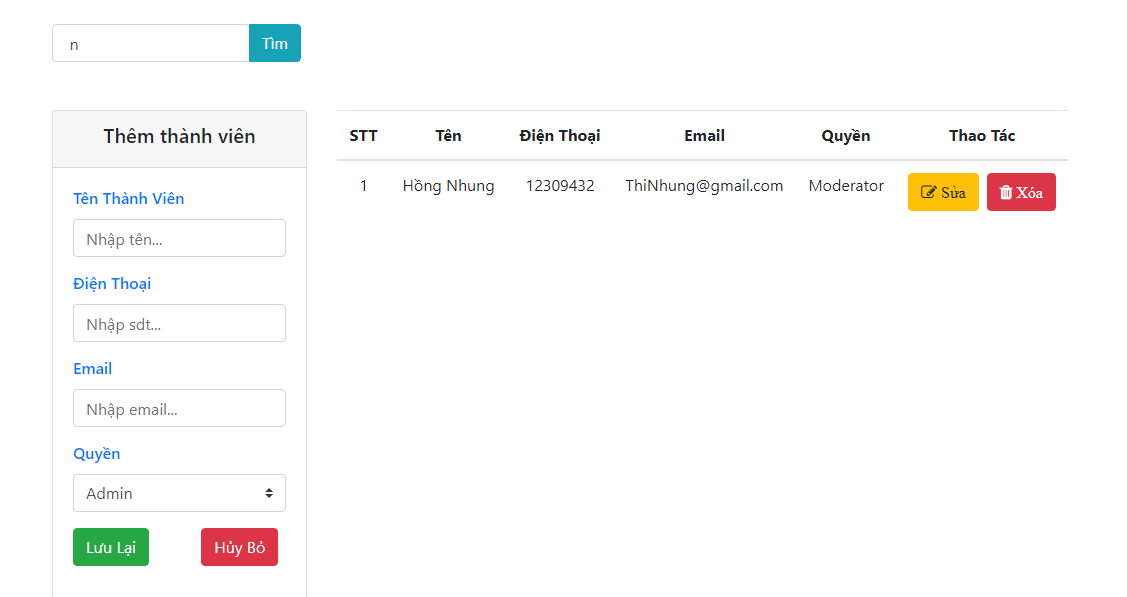 n
Tìm
Thêm thành viên
Tên Thành Viên
Nhập tên...
Điện Thoại
Nhập sdt...
Email
Nhập email...
Quyền
Admin
Lưu Lại Hủy Bỏ
STT Tên Điện Thoại Email Quyền Thao Tác
1 Hồng Nhung 12309432 ThiNhung@gmail.com Moderator Sửa Xóa